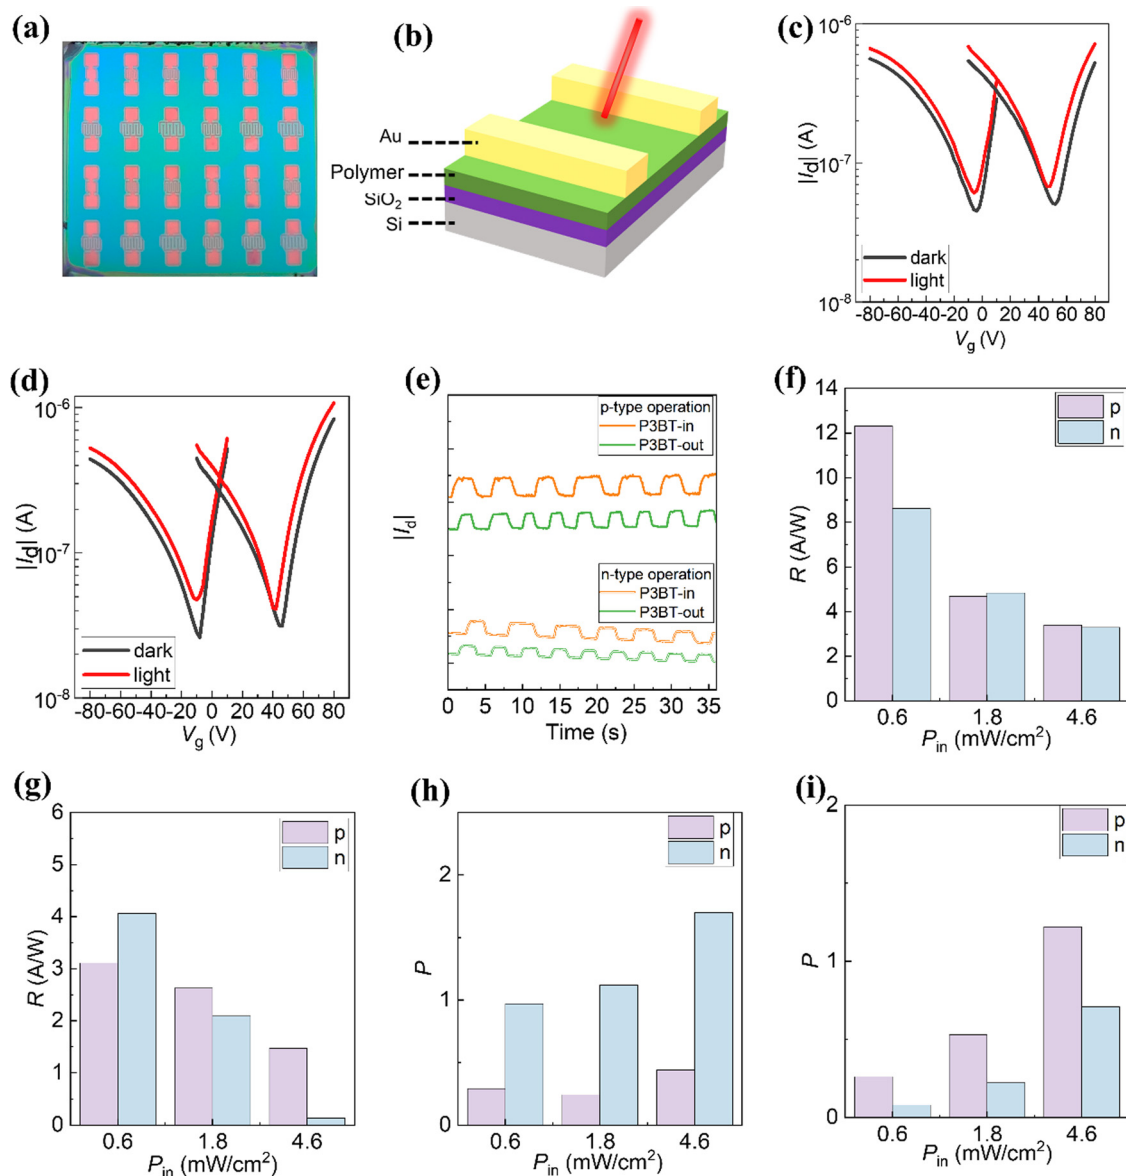 (a)
(b)
Au
Polymer
SiO2
Si
(c)
10-6
10-7
10-8
|Id| (A)
dark
light
-80 -60 -40 -20 0 20 40 60 80
Vg (V)
(d)
10-6
10-7
10-8
|Id| (A)
dark
light
-80 -60 -40 -20 0 20 40 60 80
Vg (V)
(e)
|Id|
p-type operation
P3BT-in
P3BT-out
n-type operation
P3BT-in
P3BT-out
0 5 10 15 20 25 30 35
Time (s)
(f)
14
12
10
8
6
4
2
0
R (A/W)
p
n
0.6 1.8 4.6
Pin (mW/cm2)
(g)
6
5
4
3
2
1
0
R (A/W)
p
n
0.6 1.8 4.6
Pin (mW/cm2)
(h)
2
1
0
P
p
n
0.6 1.8 4.6
Pin (mW/cm2)
(i)
2
1
0
P
p
n
0.6 1.8 4.6
Pin (mW/cm2)